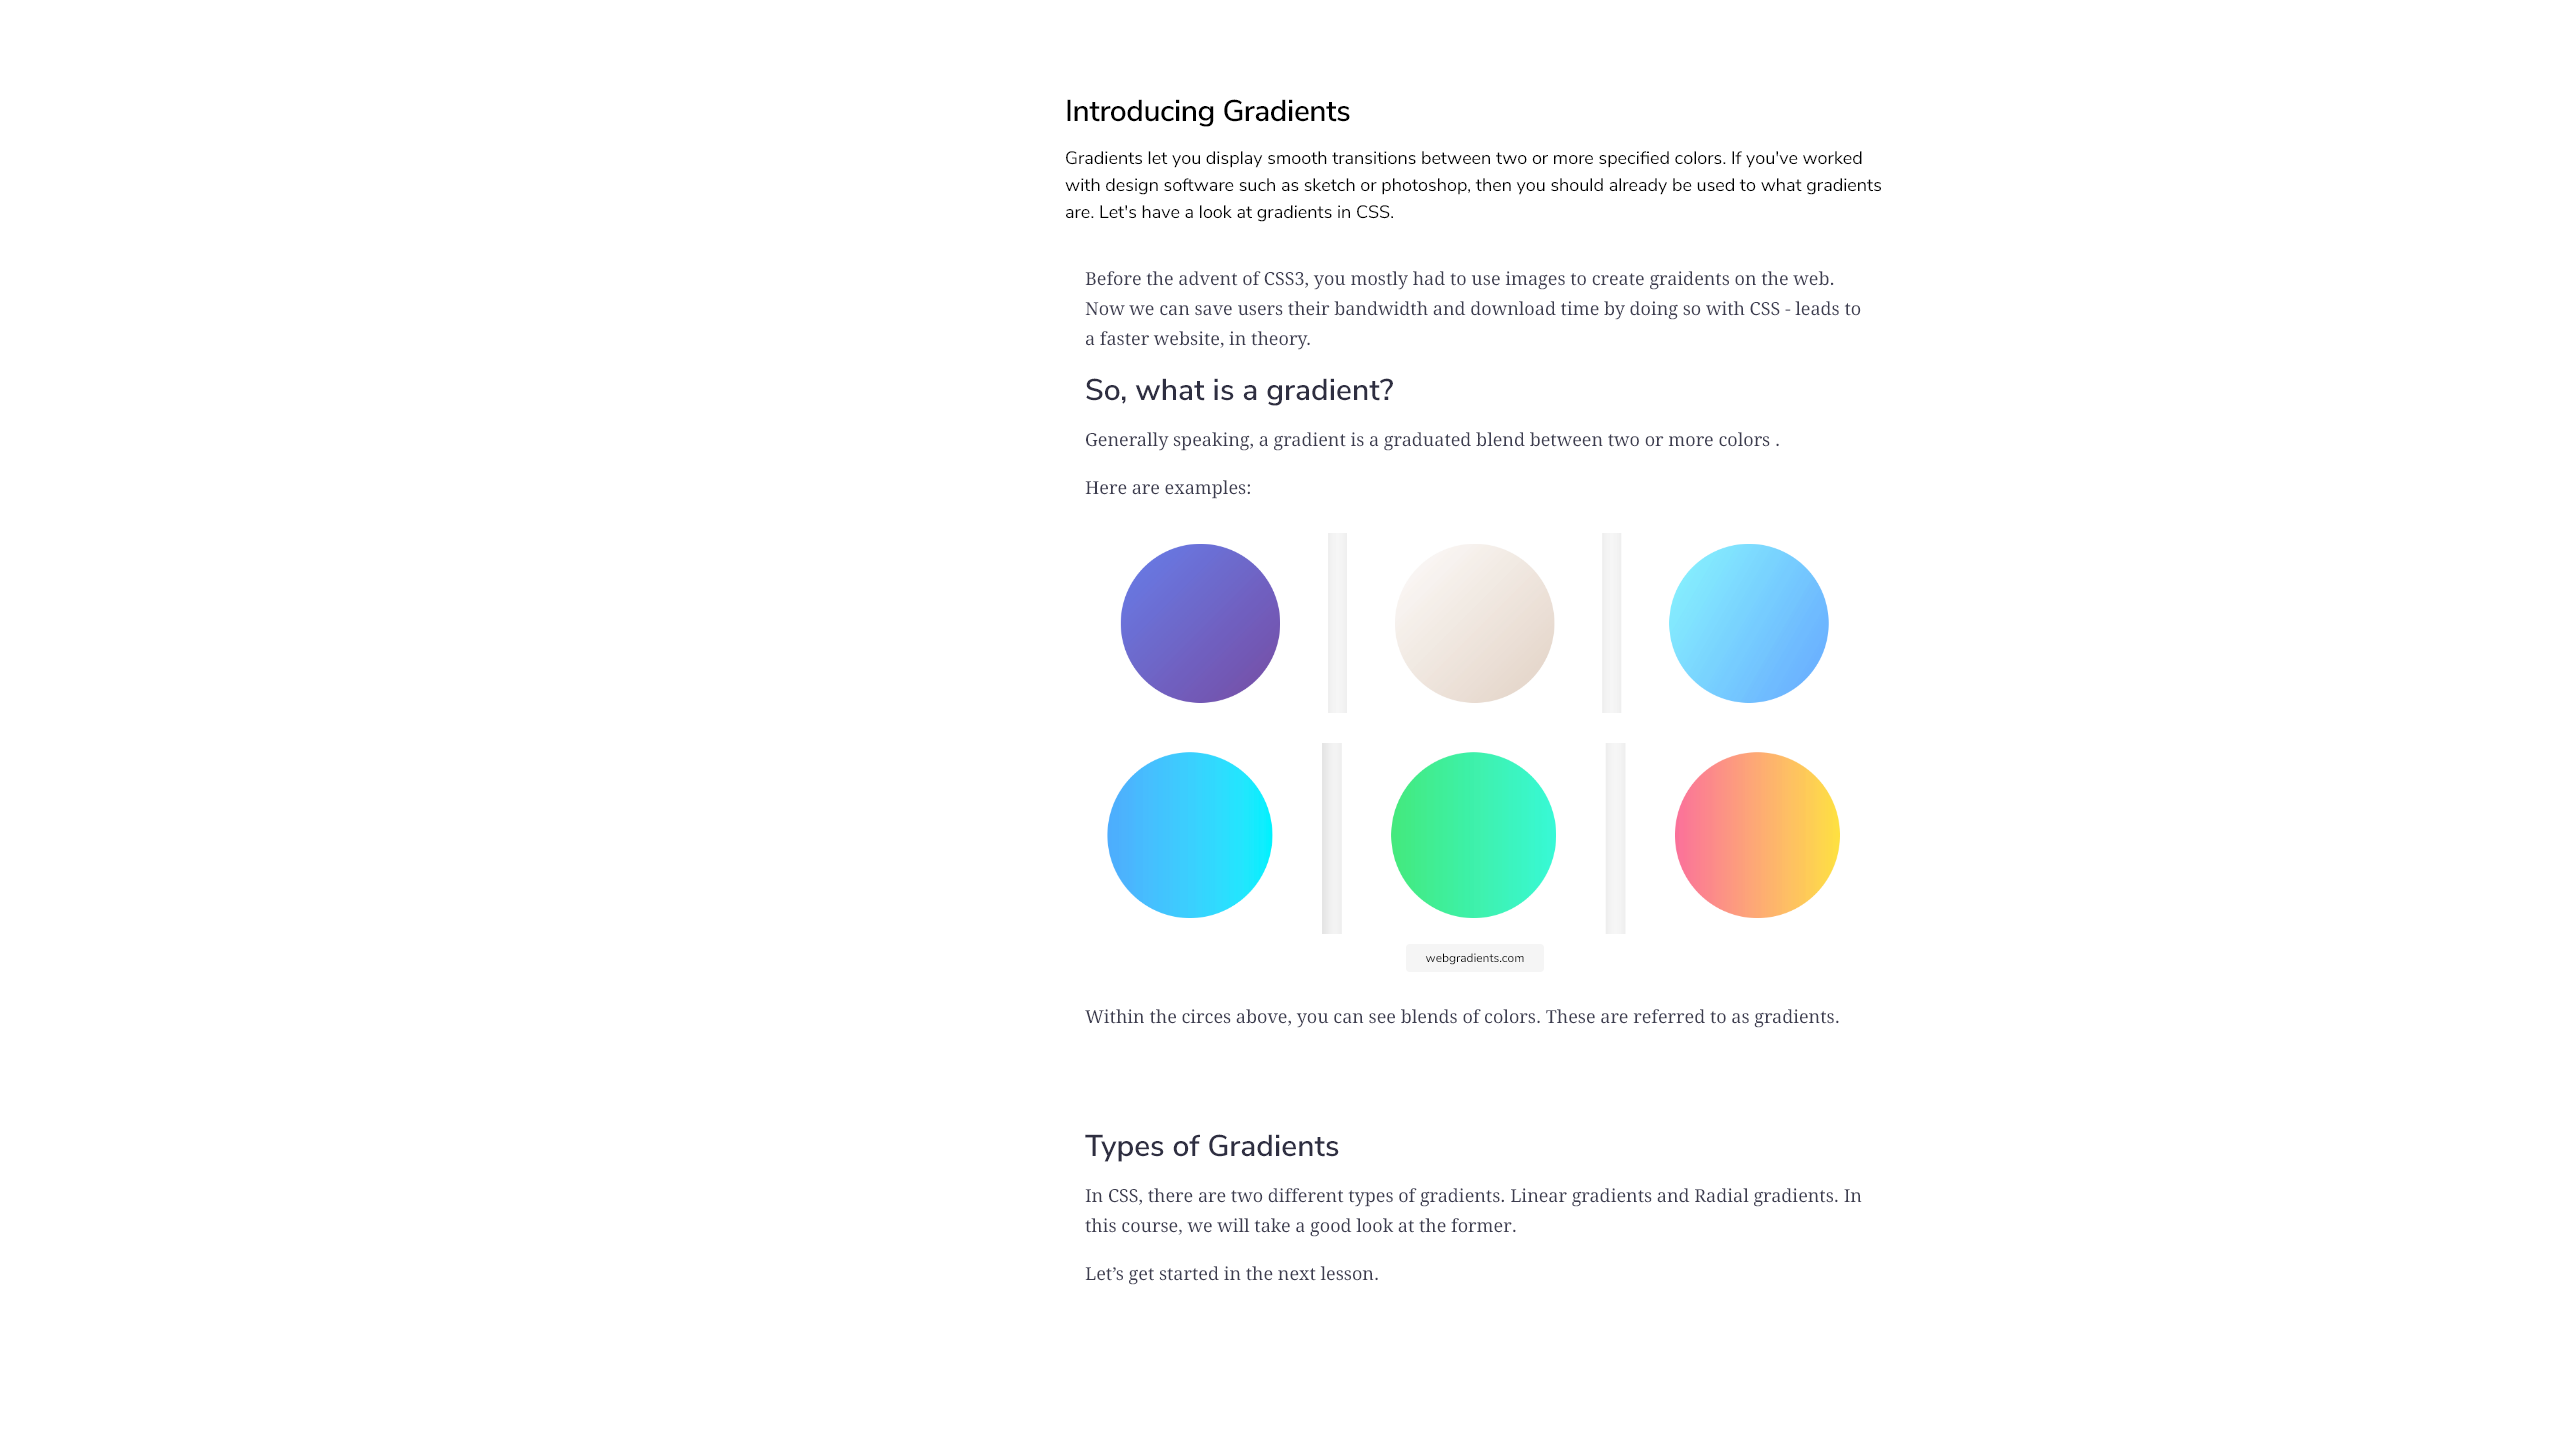 Introducing Gradients
Gradients let you display smooth transitions between two or more specified colors. If you've worked
with design software such as sketch or photoshop, then you should already be used to what gradients
are. Let's have a look at gradients in CSS.
Before the advent of CSS3, you mostly had to use images to create graidents on the web.
Now we can save users their bandwidth and download time by doing so with CSS - leads to
a faster website, in theory.
So, what is a gradient?
Generally speaking, a gradient is a graduated blend between two or more colors .
Here are examples:
webgradients.com
Within the circes above, you can see blends of colors. These are referred to as gradients.
Types of Gradients
In CSS, there are two different types of gradients. Linear gradients and Radial gradients. In
this course, we will take a good look at the former.
Let’s get started in the next lesson.